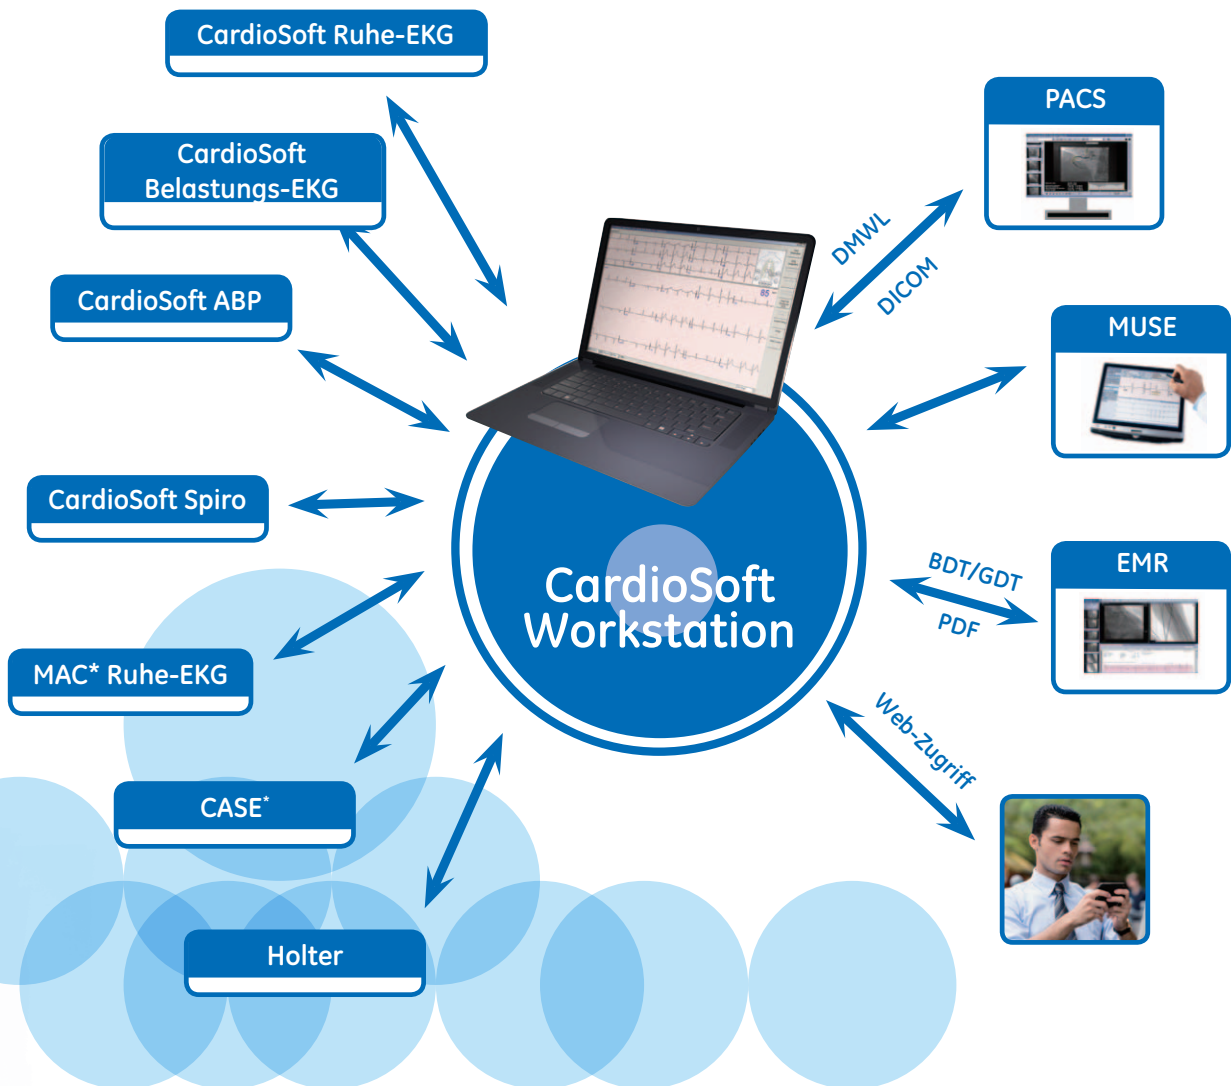 CardioSoft Ruhe-EKG
CardioSoft
Belastungs-EKG
CardioSoft ABP
CardioSoft Spiro
MAC* Ruhe-EKG
CASE*
Holter
CardioSoft
Workstation
85
DMWL
DICOM
PACS
MUSE
BDT/GDT
PDF
EMR
Web-Zugriff